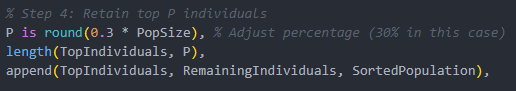 % Step 4: Retain top P individuals
P is round(0.3 * PopSize), % Adjust percentage (30% in this case)
length(TopIndividuals, P),
append(TopIndividuals, RemainingIndividuals, SortedPopulation),